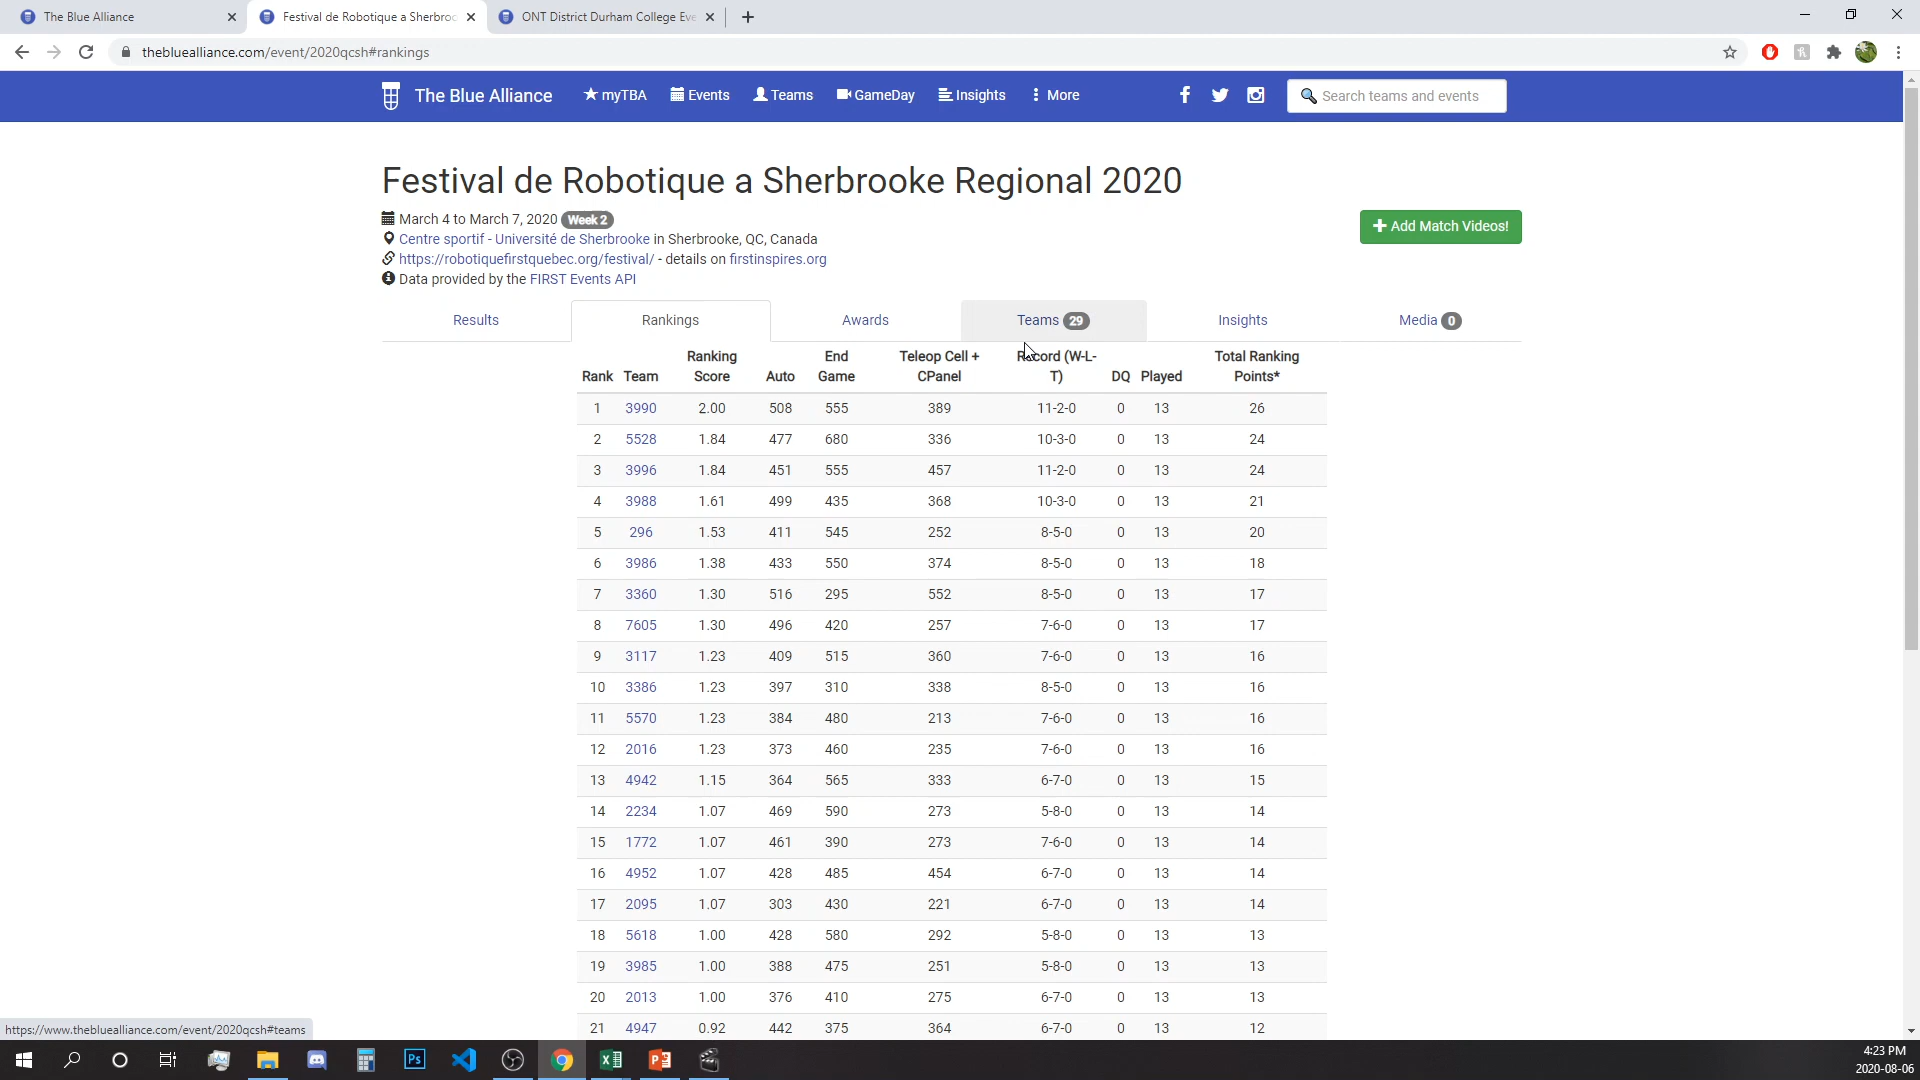 The Blue Alliance
Festival de Robotique a Sherbroo
ONT District Durham College Eve
thebluealliance.com/event/2020qcsh#rankings
The Blue Alliance myTBA Events Teams GameDay Insights More Search teams and events
Festival de Robotique a Sherbrooke Regional 2020
March 4 to March 7, 2020 Week 2
Centre sportif - Université de Sherbrooke in Sherbrooke, QC, Canada
https://robotiquefirstquebec.org/festival/ - details on firstinspires.org
Data provided by the FIRST Events API
+ Add Match Videos!
Results Rankings Awards Teams 29 Insights Media 0
Rank Team Ranking Score Auto End Game Teleop Cell + CPanel Record (W-L-T) DQ Played Total Ranking Points*
1 3990 2.00 508 555 389 11-2-0 0 13 26
2 5528 1.84 477 680 336 10-3-0 0 13 24
3 3996 1.84 451 555 457 11-2-0 0 13 24
4 3988 1.61 499 435 368 10-3-0 0 13 21
5 296 1.53 411 545 252 8-5-0 0 13 20
6 3986 1.38 433 550 374 8-5-0 0 13 18
7 3360 1.30 516 295 552 8-5-0 0 13 17
8 7605 1.30 496 420 257 7-6-0 0 13 17
9 3117 1.23 409 515 360 7-6-0 0 13 16
10 3386 1.23 397 310 338 8-5-0 0 13 16
11 5570 1.23 384 480 213 7-6-0 0 13 16
12 2016 1.23 373 460 235 7-6-0 0 13 16
13 4942 1.15 364 565 333 6-7-0 0 13 15
14 2234 1.07 469 590 273 5-8-0 0 13 14
15 1772 1.07 461 390 273 7-6-0 0 13 14
16 4952 1.07 428 485 454 6-7-0 0 13 14
17 2095 1.07 303 430 221 6-7-0 0 13 14
18 5618 1.00 428 580 292 5-8-0 0 13 13
19 3985 1.00 388 475 251 5-8-0 0 13 13
20 2013 1.00 376 410 275 6-7-0 0 13 13
21 4947 0.92 442 375 364 6-7-0 0 13 12
https://www.thebluealliance.com/event/2020qcsh#teams
4:23 PM
2020-08-06